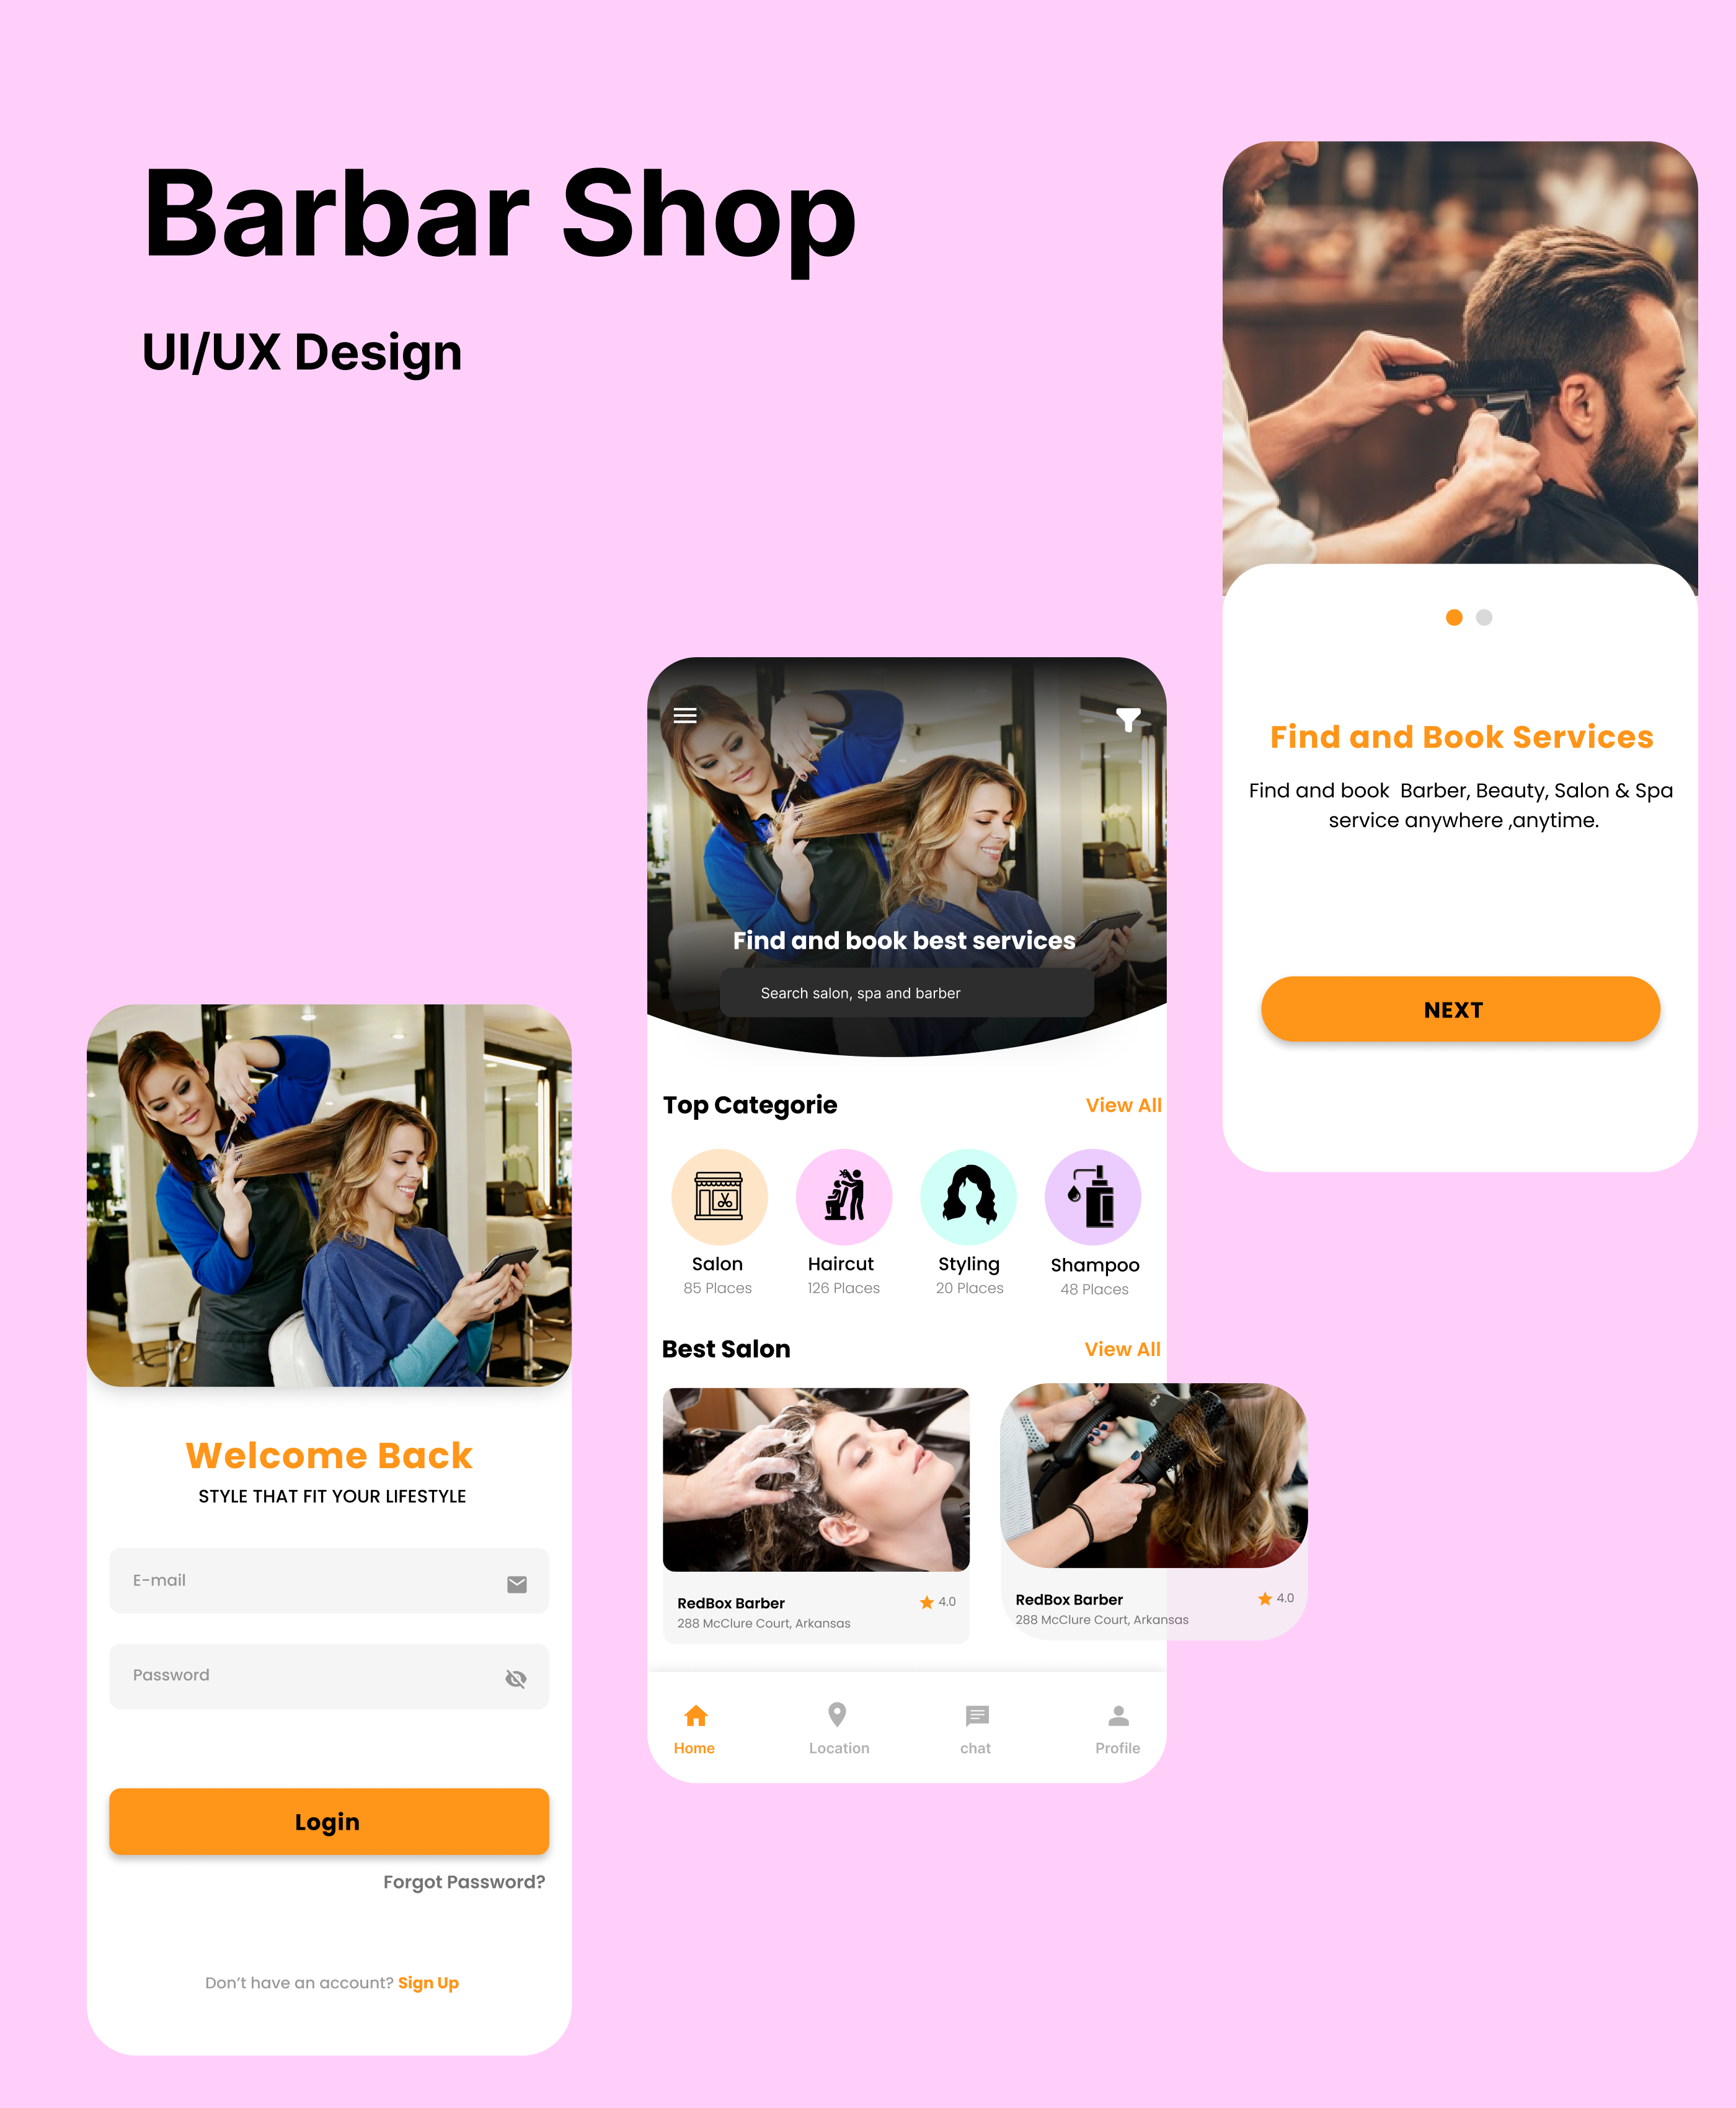 Barbar Shop
UI/UX Design
Find and Book Services
Find and book  Barber, Beauty, Salon & Spa
service anywhere ,anytime.
NEXT
Find and book best services
Search salon, spa and barber
Top Categorie
View All
Salon
Haircut
Styling
Shampoo
85 Places
126 Places
20 Places
48 Places
Best Salon
View All
RedBox Barber
4.0
288 McClure Court, Arkansas
RedBox Barber
4.0
288 McClure Court, Arkansas
Home
Location
chat
Profile
Welcome Back
STYLE THAT FIT YOUR LIFESTYLE
E-mail
Password
Login
Forgot Password?
Don't have an account? Sign Up